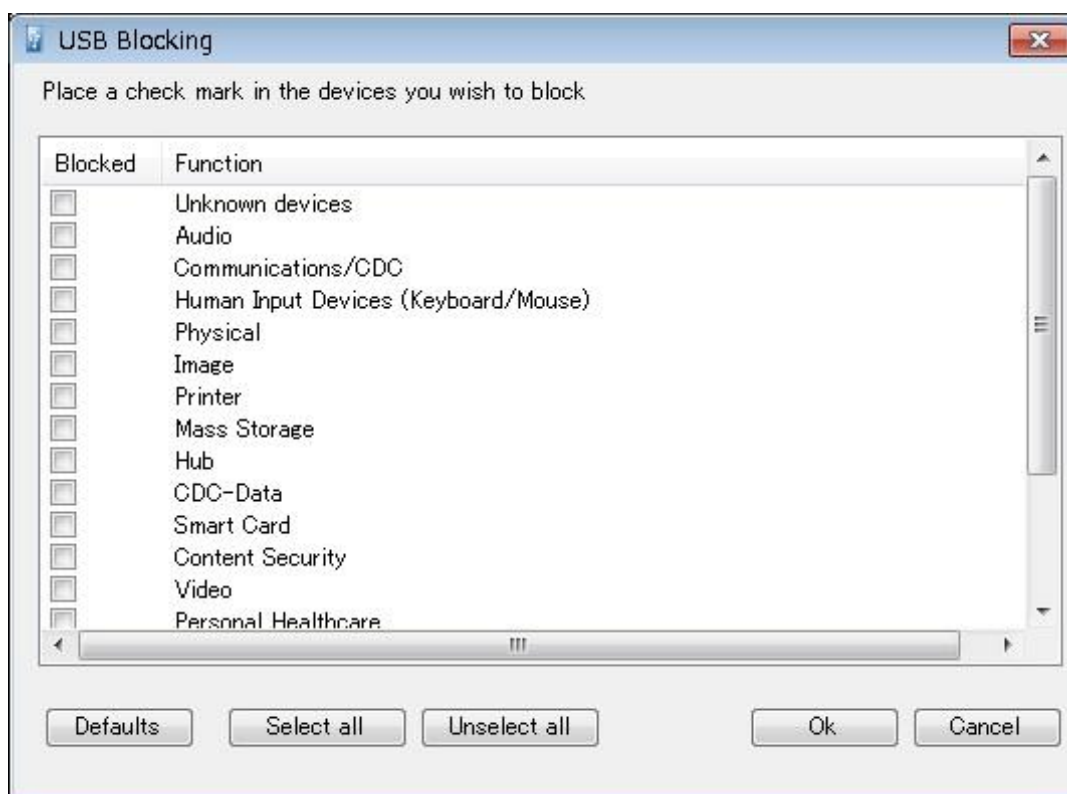 USB Blocking
Place a check mark in the devices you wish to block
Blocked Function
Unknown devices
Audio
Communications/CDC
Human Input Devices (Keyboard/Mouse)
Physical
Image
Printer
Mass Storage
Hub
CDC-Data
Smart Card
Content Security
Video
Personal Healthcare
Defaults Select all Unselect all Ok Cancel